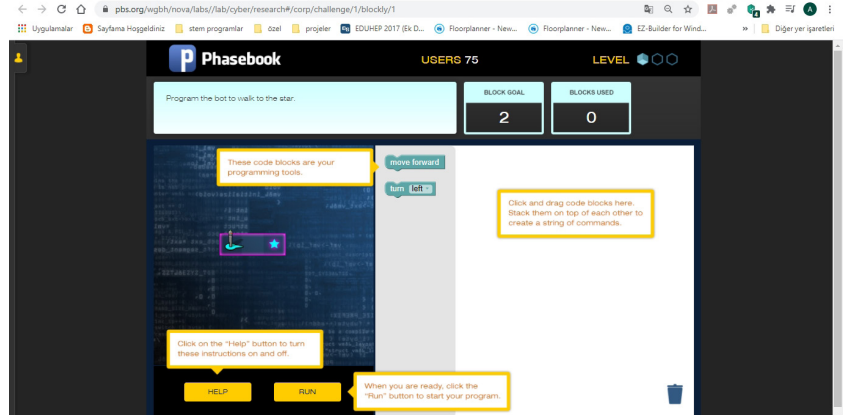 pbs.org/wgbh/nova/labs//lab/cyber/research#/corp/challenge/1/blockly/1
Uygulamalar Sayfama Hoşgeldiniz stem programlar özel projeler EDUHEP 2017 (Ek D... Floorplanner - New... Floorplanner - New... EZ-Builder for Wind... » Diğer yer işaretleri
Phasebook USERS 75 LEVEL
Program the bot to walk to the star.
BLOCK GOAL
2
BLOCKS USED
0
These code blocks are your
programming tools.
move forward
turn left
Click and drag code blocks here.
Stack them on top of each other to
create a string of commands.
Click on the "Help" button to turn
these instructions on and off.
HELP
RUN
When you are ready, click the
"Run" button to start your program.